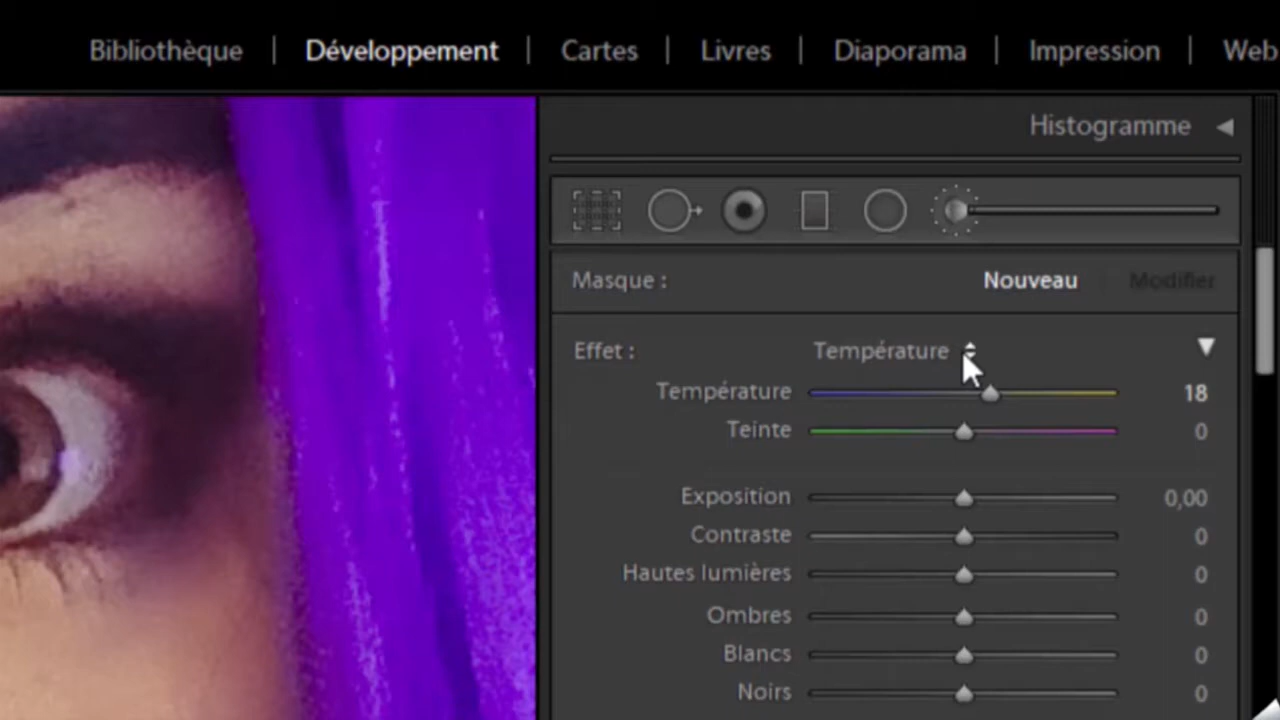 Bibliothèque | Développement | Cartes | Livres | Diaporama | Impression | Web
Histogramme
Masque : Nouveau Modifier
Effet : Température
Température 18
Teinte 0
Exposition 0,00
Contraste 0
Hautes lumières 0
Ombres 0
Blancs 0
Noirs 0